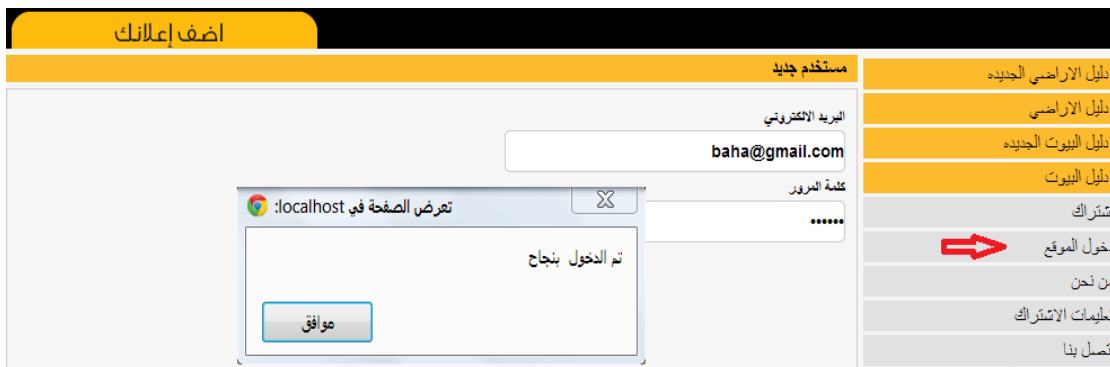 اضف إعلانك
مستخدم جديد
البريد الالكتروني
baha@gmail.com
كلمة المرور
••••••
تعرض الصفحة في localhost:
تم الدخول بنجاح
موافق
دليل الاراضي الجديده
دليل الاراضي
دليل البيوت الجديده
دليل البيوت
شتراك
خول الموقع
ن نحن
عليمات الاشتراك
تصل بنا